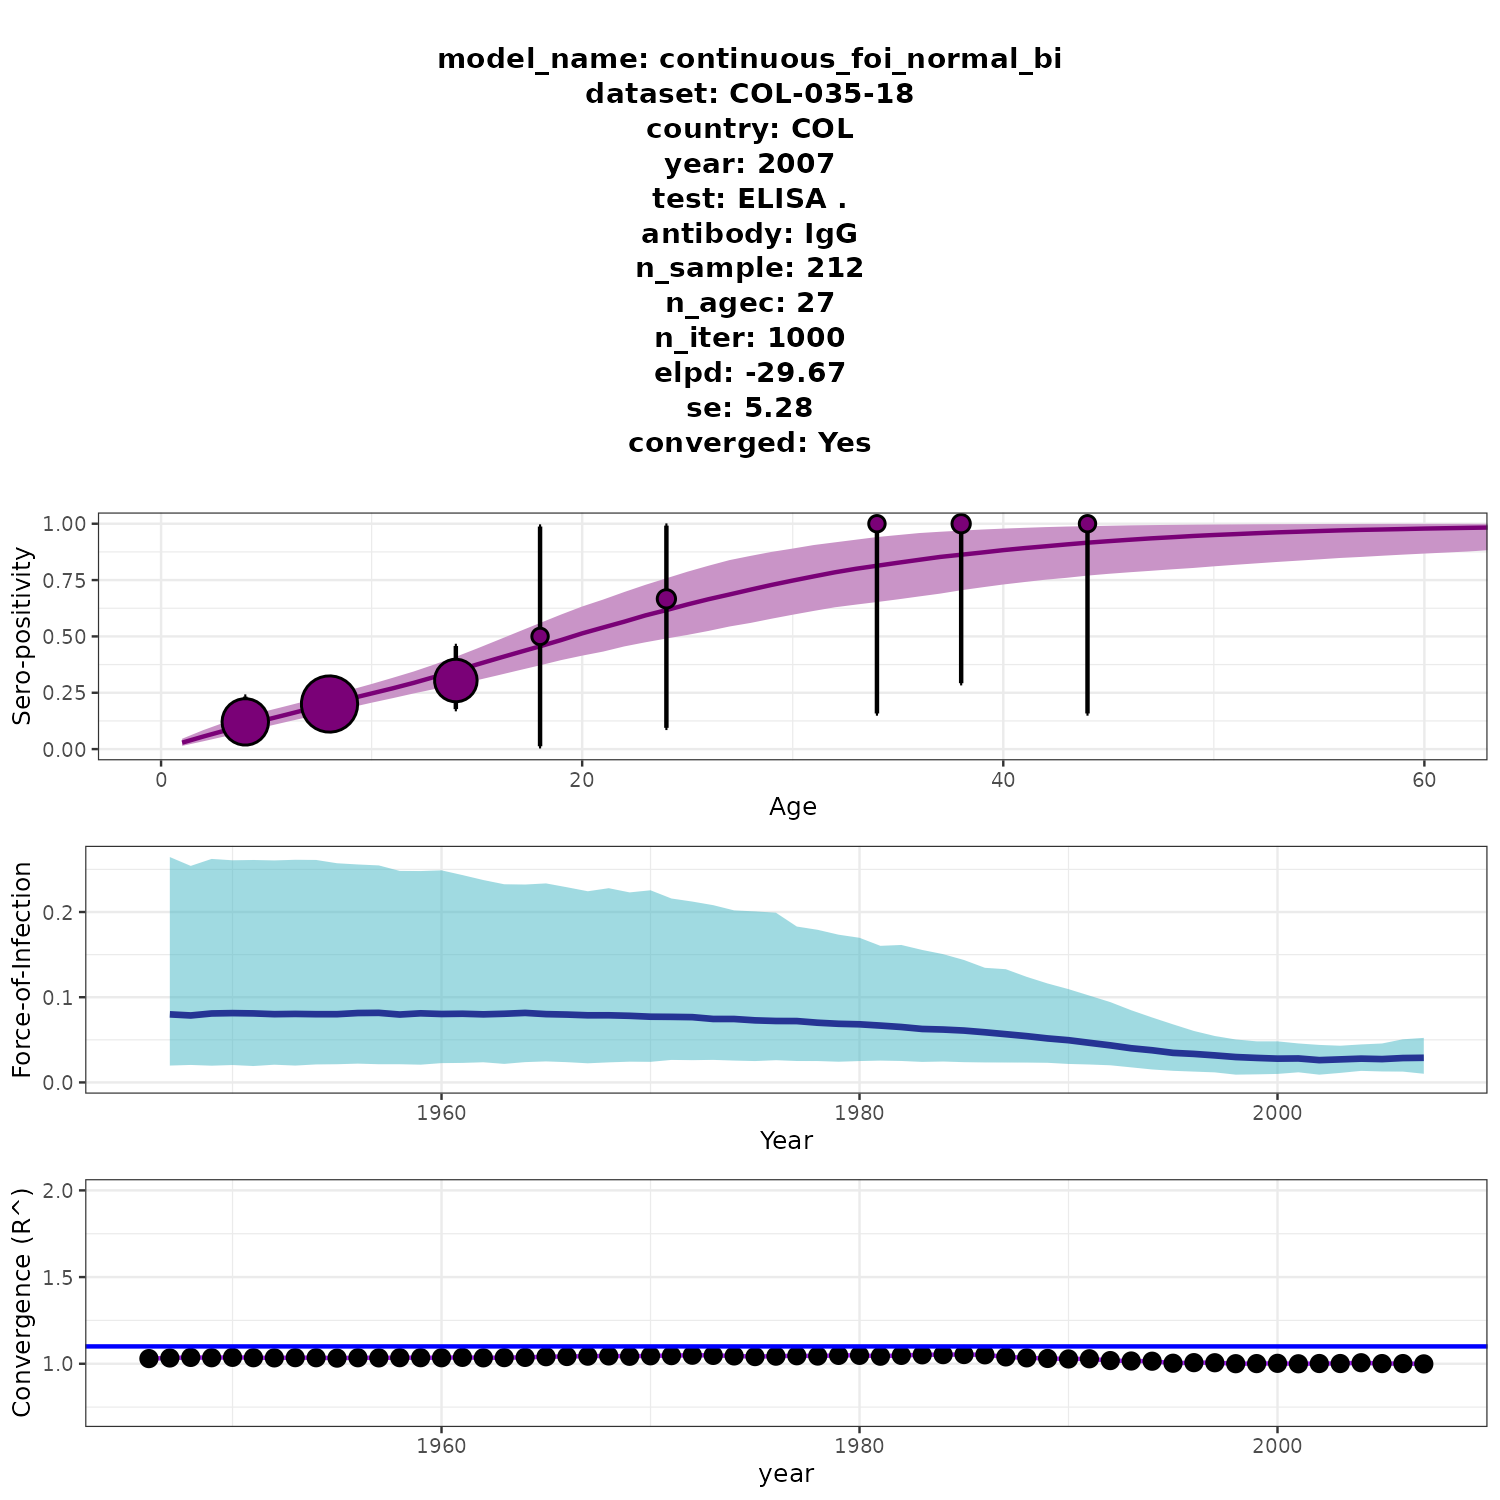 model_name: continuous_foi_normal_bi
dataset: COL-035-18
country: COL
year: 2007
test: ELISA .
antibody: IgG
n_sample: 212
n_agec: 27
n_iter: 1000
elpd: -29.67
se: 5.28
converged: Yes
Sero-positivity
1.00
0.75
0.50
0.25
0.00
0 20 40 60
Age
Force-of-Infection
0.2
0.1
0.0
1960 1980 2000
Year
Convergence (R^)
2.0
1.5
1.0
1960 1980 2000
year